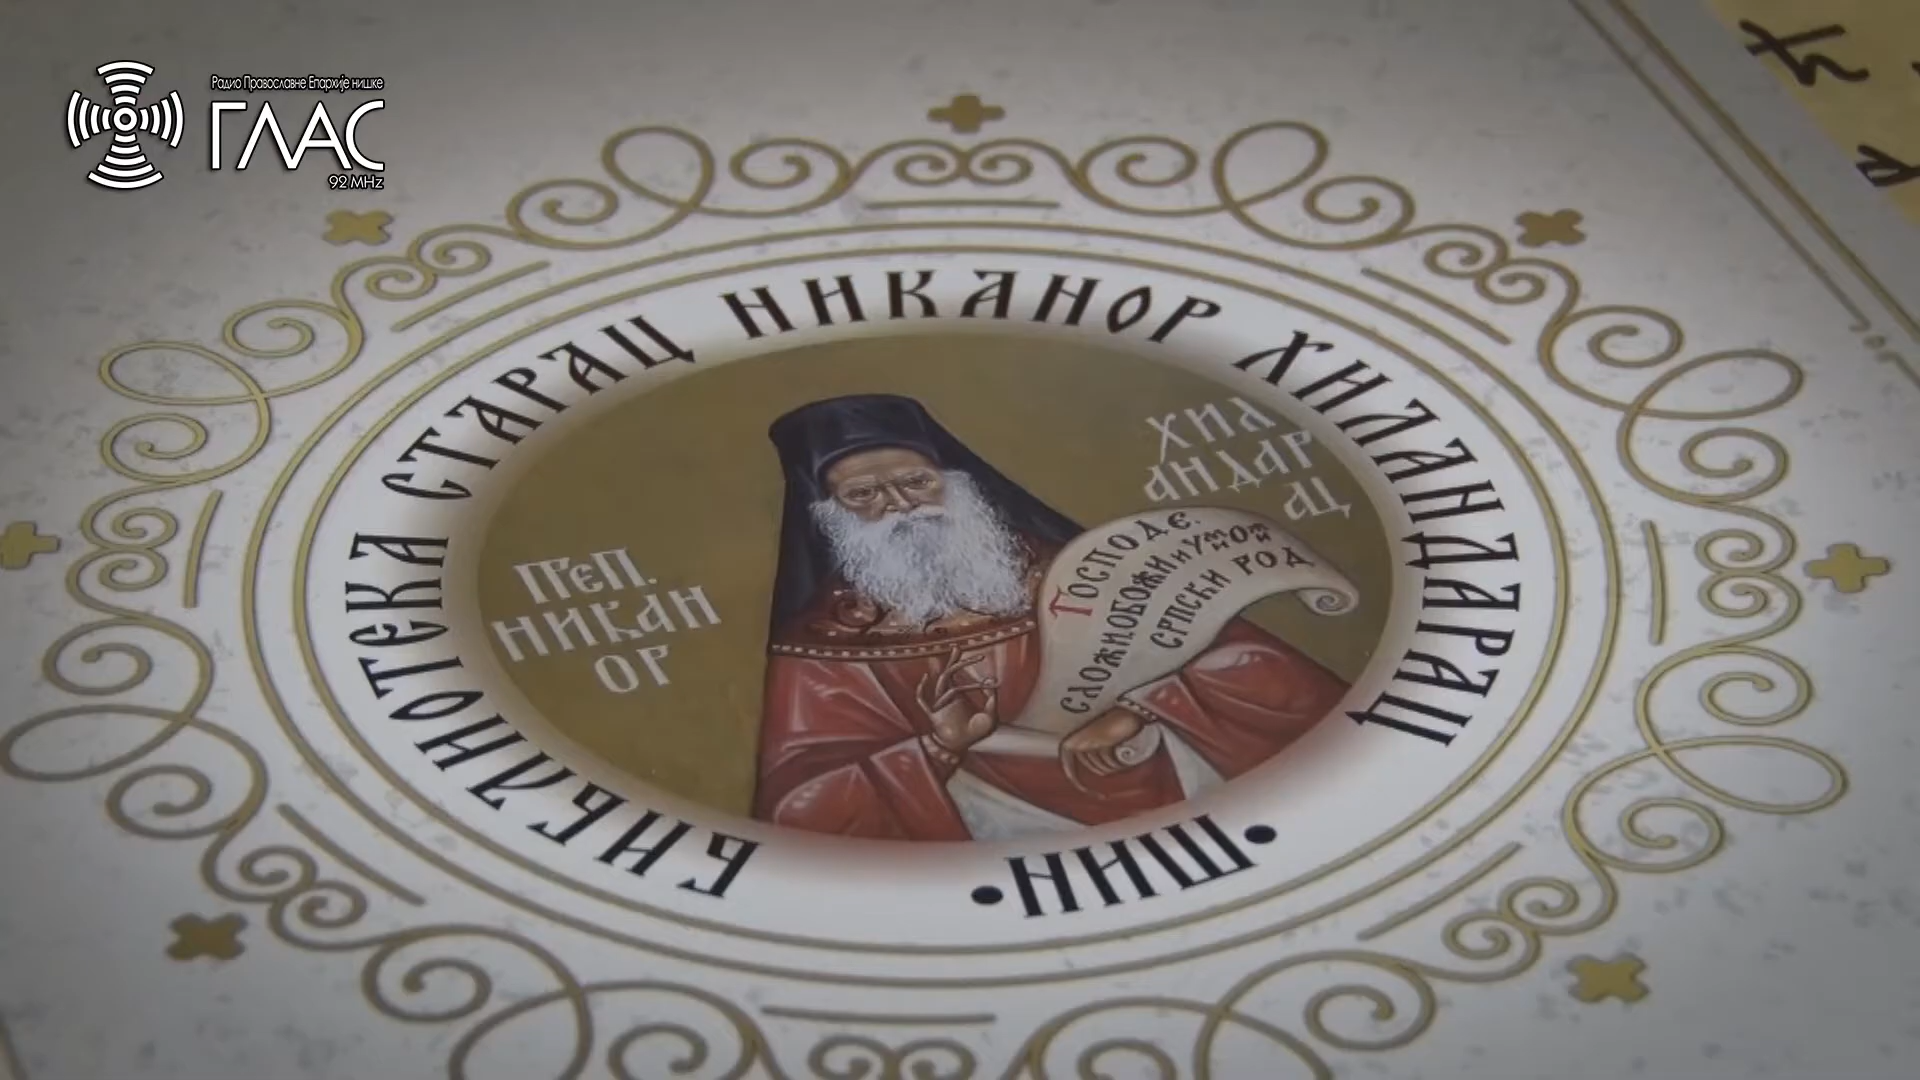 Радио Православне Епархије нишке
ГЛАС
92 MHz
БИБЛИОТЕКА СТАРАЦ НИКАНОР ХИЛАНДАРАЦ
• НИШ •
ПРЕП.
НИКАН
ОР
ХИЛ
АНДАР
АЦ
ГОСПОДЕ,
СЛОЖИ, ОБОЖИ И УМНОЖИ
СРПСКИ РОД